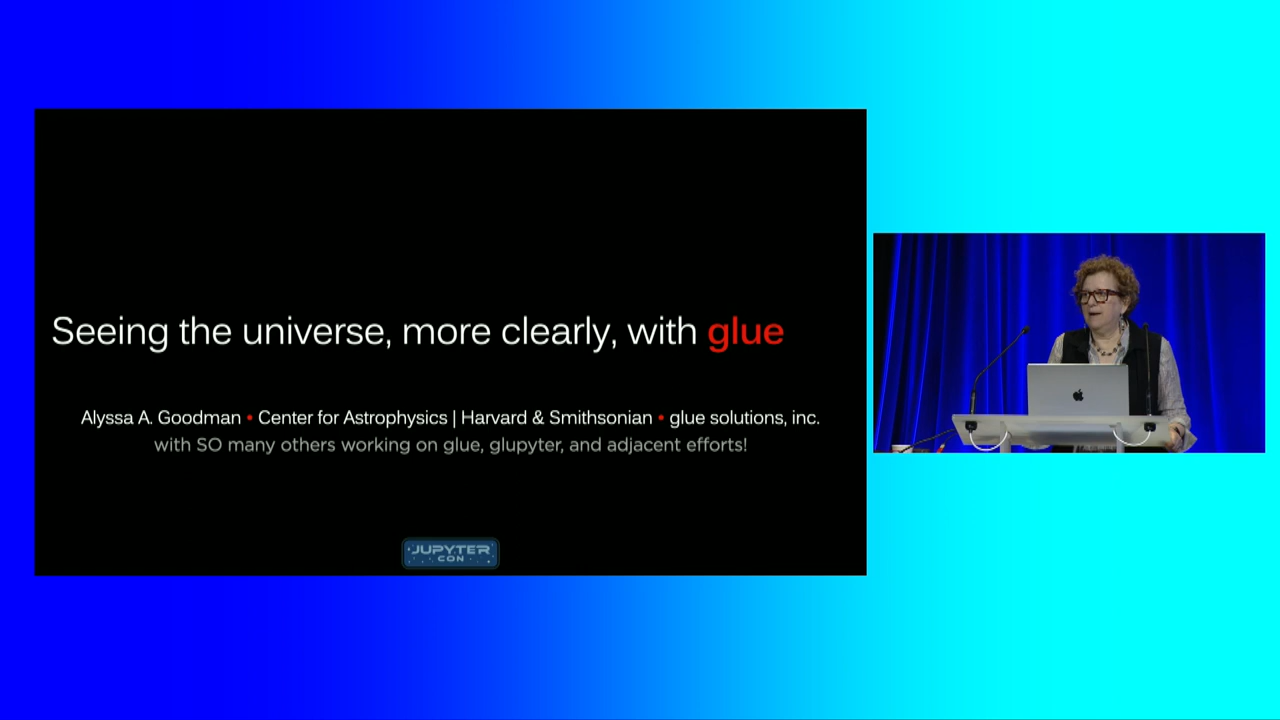 Seeing the universe, more clearly, with glue
Alyssa A. Goodman • Center for Astrophysics | Harvard & Smithsonian • glue solutions, inc.
with SO many others working on glue, glupyter, and adjacent efforts!
JUPYTER
CON